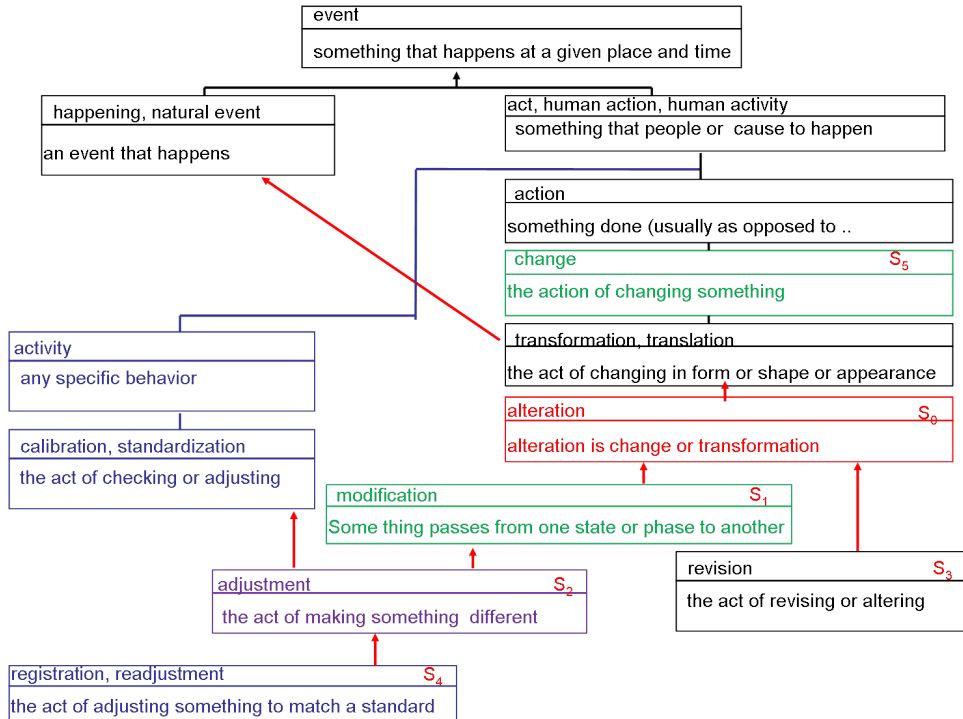 event
something that happens at a given place and time
happening, natural event
an event that happens
act, human action, human activity
something that people or cause to happen
action
something done (usually as opposed to ..
change S5
the action of changing something
transformation, translation
the act of changing in form or shape or appearance
alteration S0
alteration is change or transformation
activity
any specific behavior
calibration, standardization
the act of checking or adjusting
modification S1
Some thing passes from one state or phase to another
revision S3
the act of revising or altering
adjustment S2
the act of making something different
registration, readjustment S4
the act of adjusting something to match a standard